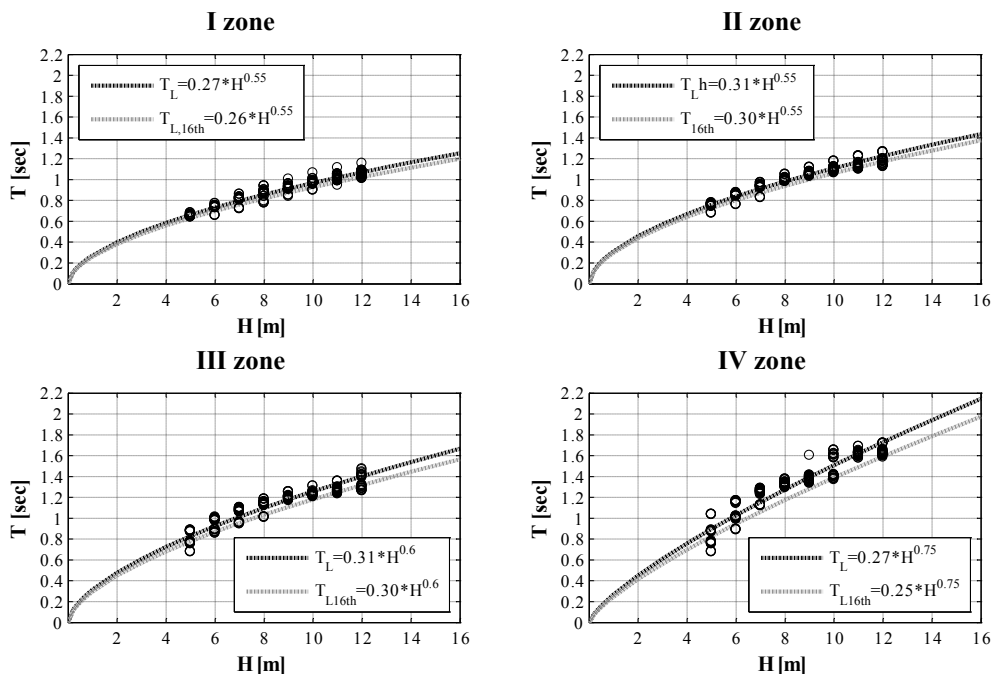 I zone
T [sec]
2.2
2
1.8
1.6
1.4
1.2
1
0.8
0.6
0.4
0.2
0
T_L=0.27*H^0.55
T_L,16th=0.26*H^0.55
2 4 6 8 10 12 14 16
H [m]
II zone
T [sec]
2.2
2
1.8
1.6
1.4
1.2
1
0.8
0.6
0.4
0.2
0
T_L h=0.31*H^0.55
T_16th=0.30*H^0.55
2 4 6 8 10 12 14 16
H [m]
III zone
T [sec]
2.2
2
1.8
1.6
1.4
1.2
1
0.8
0.6
0.4
0.2
0
T_L=0.31*H^0.6
T_L16th=0.30*H^0.6
2 4 6 8 10 12 14 16
H [m]
IV zone
T [sec]
2.2
2
1.8
1.6
1.4
1.2
1
0.8
0.6
0.4
0.2
0
T_L=0.27*H^0.75
T_L16th=0.25*H^0.75
2 4 6 8 10 12 14 16
H [m]